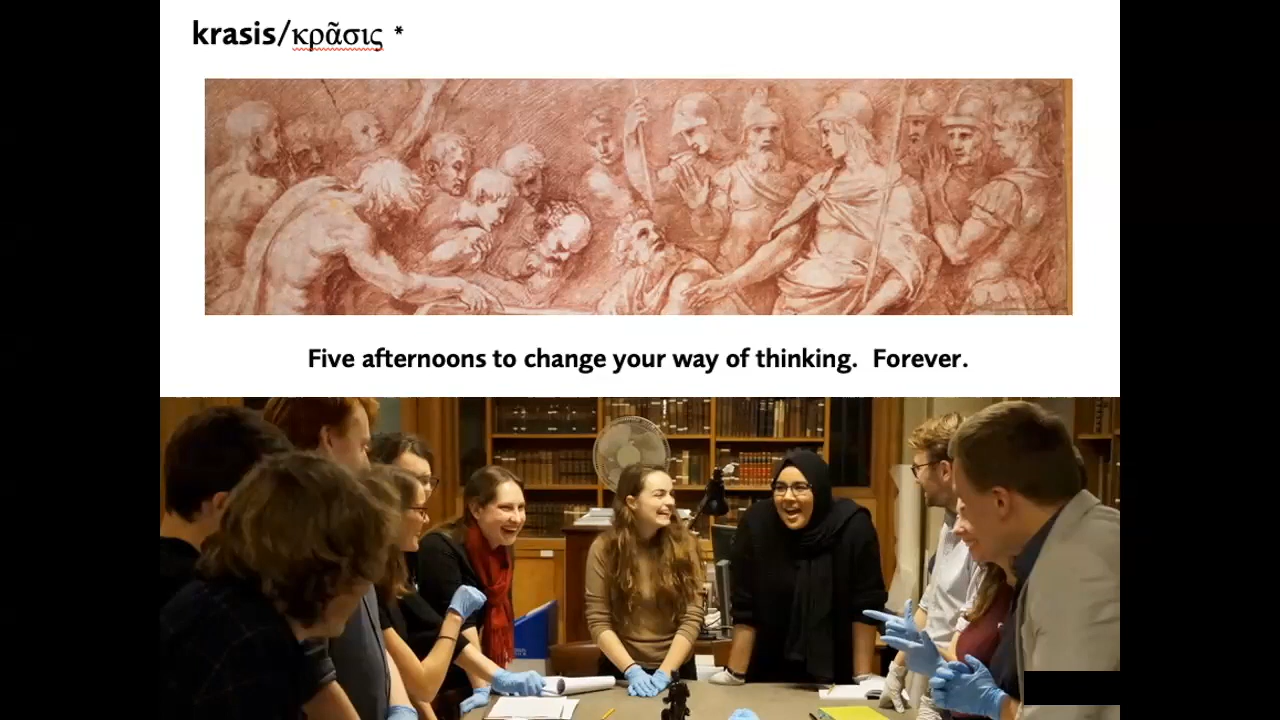 krasis/κρᾶσις *
Five afternoons to change your way of thinking.  Forever.